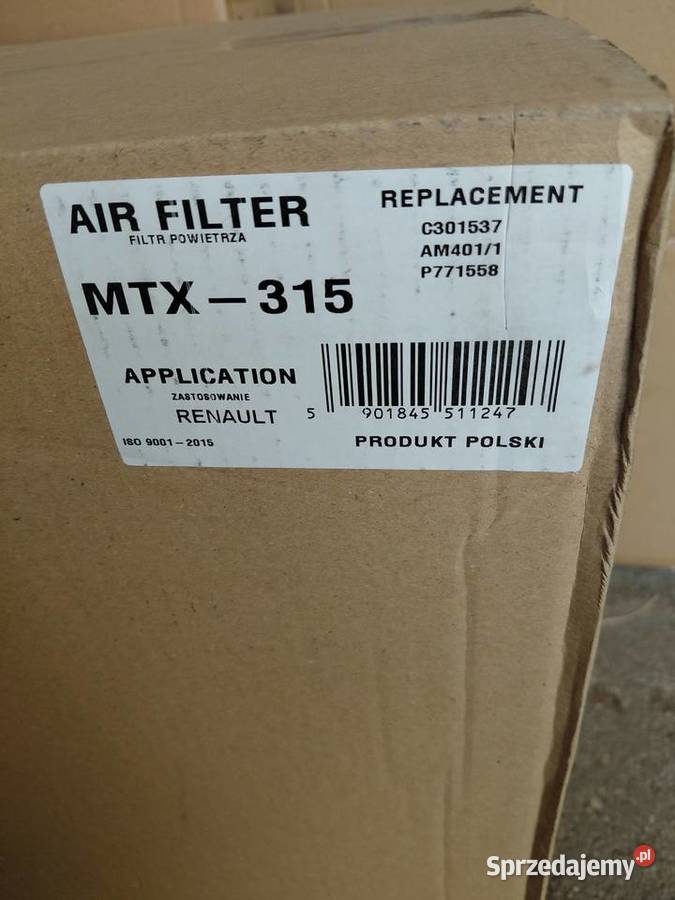 AIR FILTER
FILTR POWIETRZA
REPLACEMENT
C301537
AM401/1
P771558
MTX – 315
APPLICATION
ZASTOSOWANIE
RENAULT
ISO 9001–2015
5 901845 511247
PRODUKT POLSKI
Sprzedajemy.pl